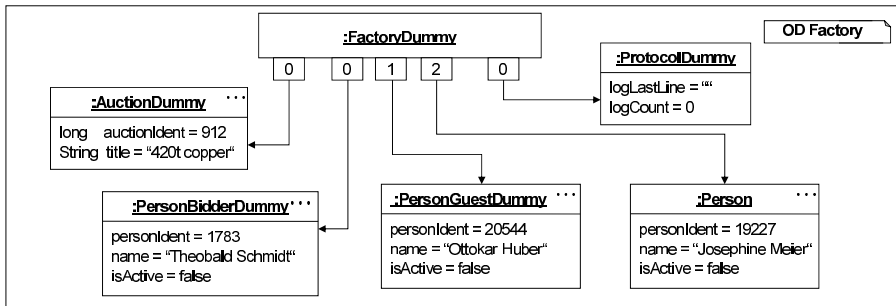 :FactoryDummy
OD Factory
0 0 1 2 0
:ProtocolDummy
logLastLine = ““
logCount = 0
:AuctionDummy ...
long auctionIdent = 912
String title = “420t copper“
:PersonBidderDummy ...
personIdent = 1783
name = “Theobald Schmidt“
isActive = false
:PersonGuestDummy ...
personIdent = 20544
name = “Ottokar Huber“
isActive = false
:Person ...
personIdent = 19227
name = “Josephine Meier“
isActive = false